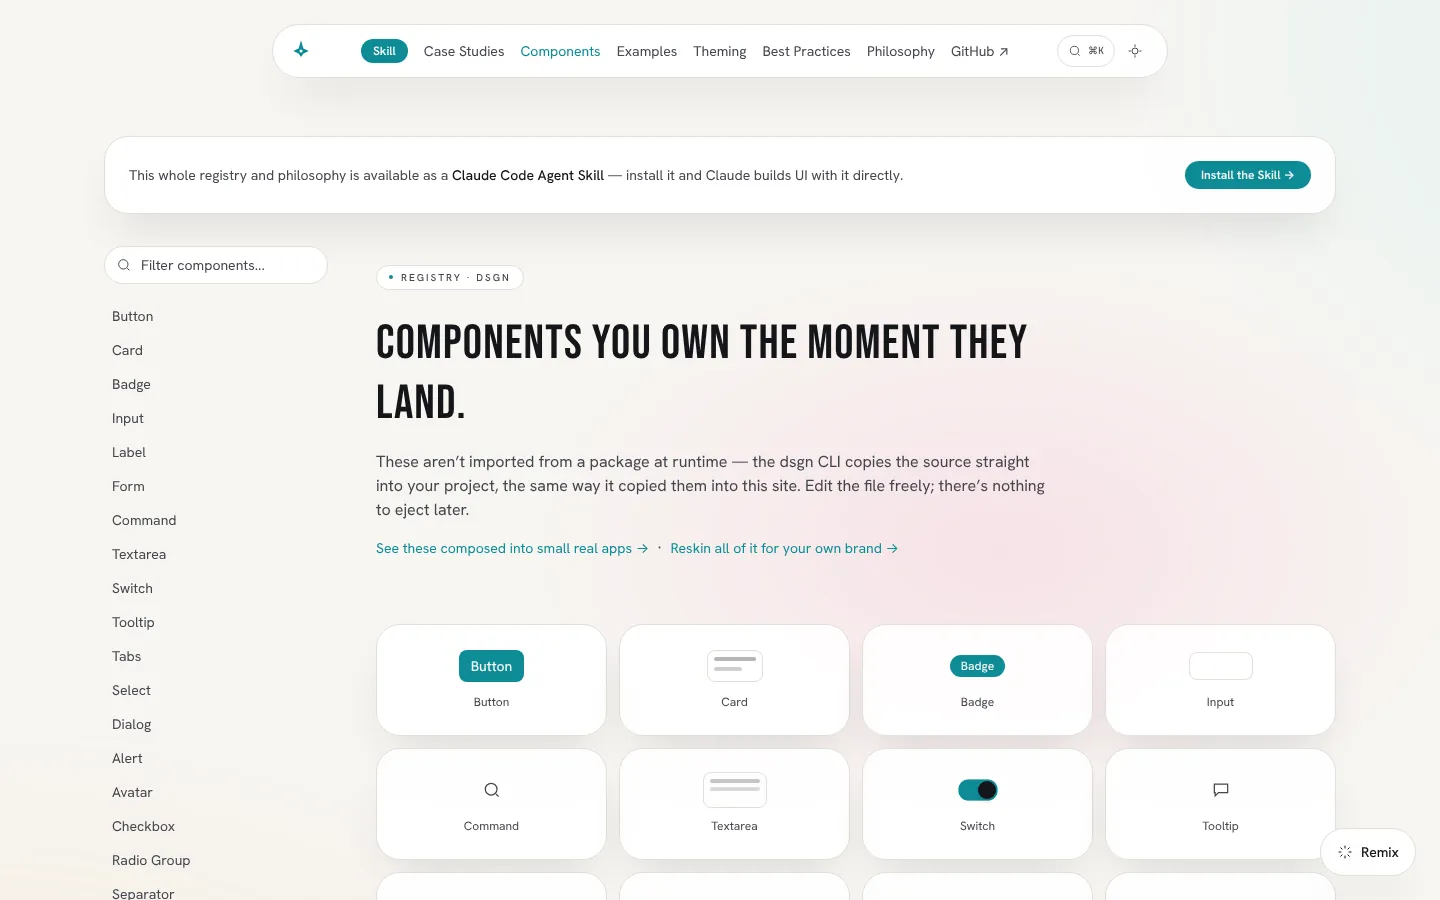 Skill
Case Studies
Components
Examples
Theming
Best Practices
Philosophy
GitHub ↗
⌘K
This whole registry and philosophy is available as a Claude Code Agent Skill — install it and Claude builds UI with it directly.
Install the Skill →
Filter components...
Button
Card
Badge
Input
Label
Form
Command
Textarea
Switch
Tooltip
Tabs
Select
Dialog
Alert
Avatar
Checkbox
Radio Group
Separator
REGISTRY · DSGN
COMPONENTS YOU OWN THE MOMENT THEY
LAND.
These aren’t imported from a package at runtime — the dsgn CLI copies the source straight
into your project, the same way it copied them into this site. Edit the file freely; there’s nothing
to eject later.
See these composed into small real apps → · Reskin all of it for your own brand →
Button
Button
Card
Badge
Badge
Input
Command
Textarea
Switch
Tooltip
Remix